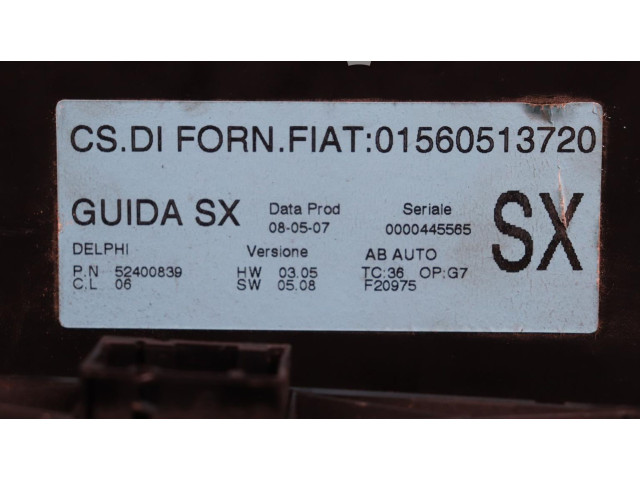 CS.DI FORN.FIAT:01560513720
GUIDA SX Data Prod Seriale SX
08-05-07 0000445565
DELPHI Versione AB AUTO
P.N 52400839 HW 03.05 TC:36 OP:G7
C.L 06 SW 05.08 F20975